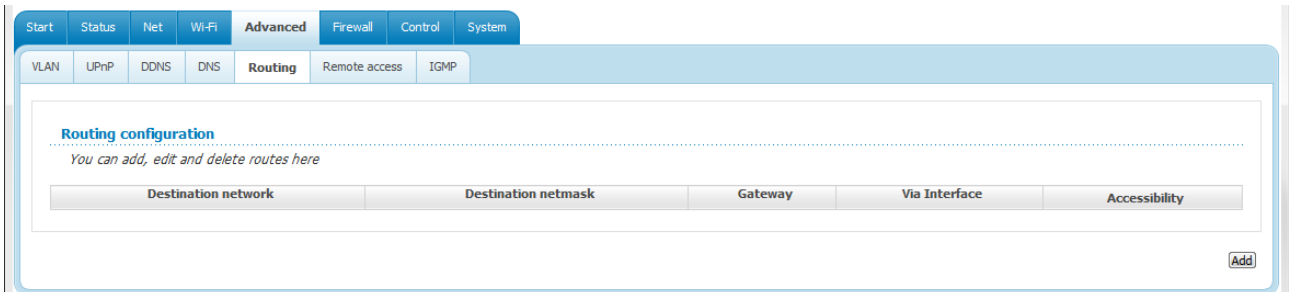 Start Status Net Wi-Fi Advanced Firewall Control System
VLAN UPnP DDNS DNS Routing Remote access IGMP
Routing configuration
You can add, edit and delete routes here
Destination network Destination netmask Gateway Via Interface Accessibility
Add